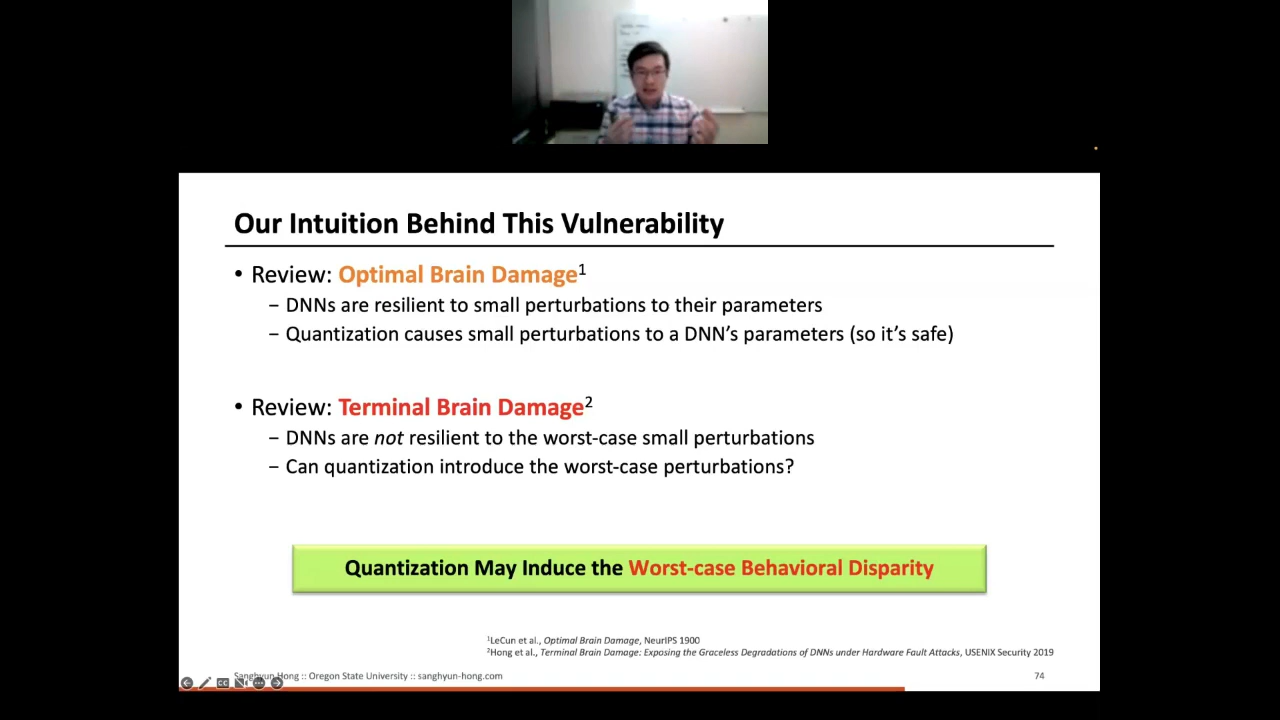 Our Intuition Behind This Vulnerability
• Review: Optimal Brain Damage1
– DNNs are resilient to small perturbations to their parameters
– Quantization causes small perturbations to a DNN's parameters (so it's safe)
• Review: Terminal Brain Damage2
– DNNs are not resilient to the worst-case small perturbations
– Can quantization introduce the worst-case perturbations?
Quantization May Induce the Worst-case Behavioral Disparity
1LeCun et al., Optimal Brain Damage, NeurIPS 1900
2Hong et al., Terminal Brain Damage: Exposing the Graceless Degradations of DNNs under Hardware Fault Attacks, USENIX Security 2019
Sanghyun Hong :: Oregon State University :: sanghyun-hong.com
74